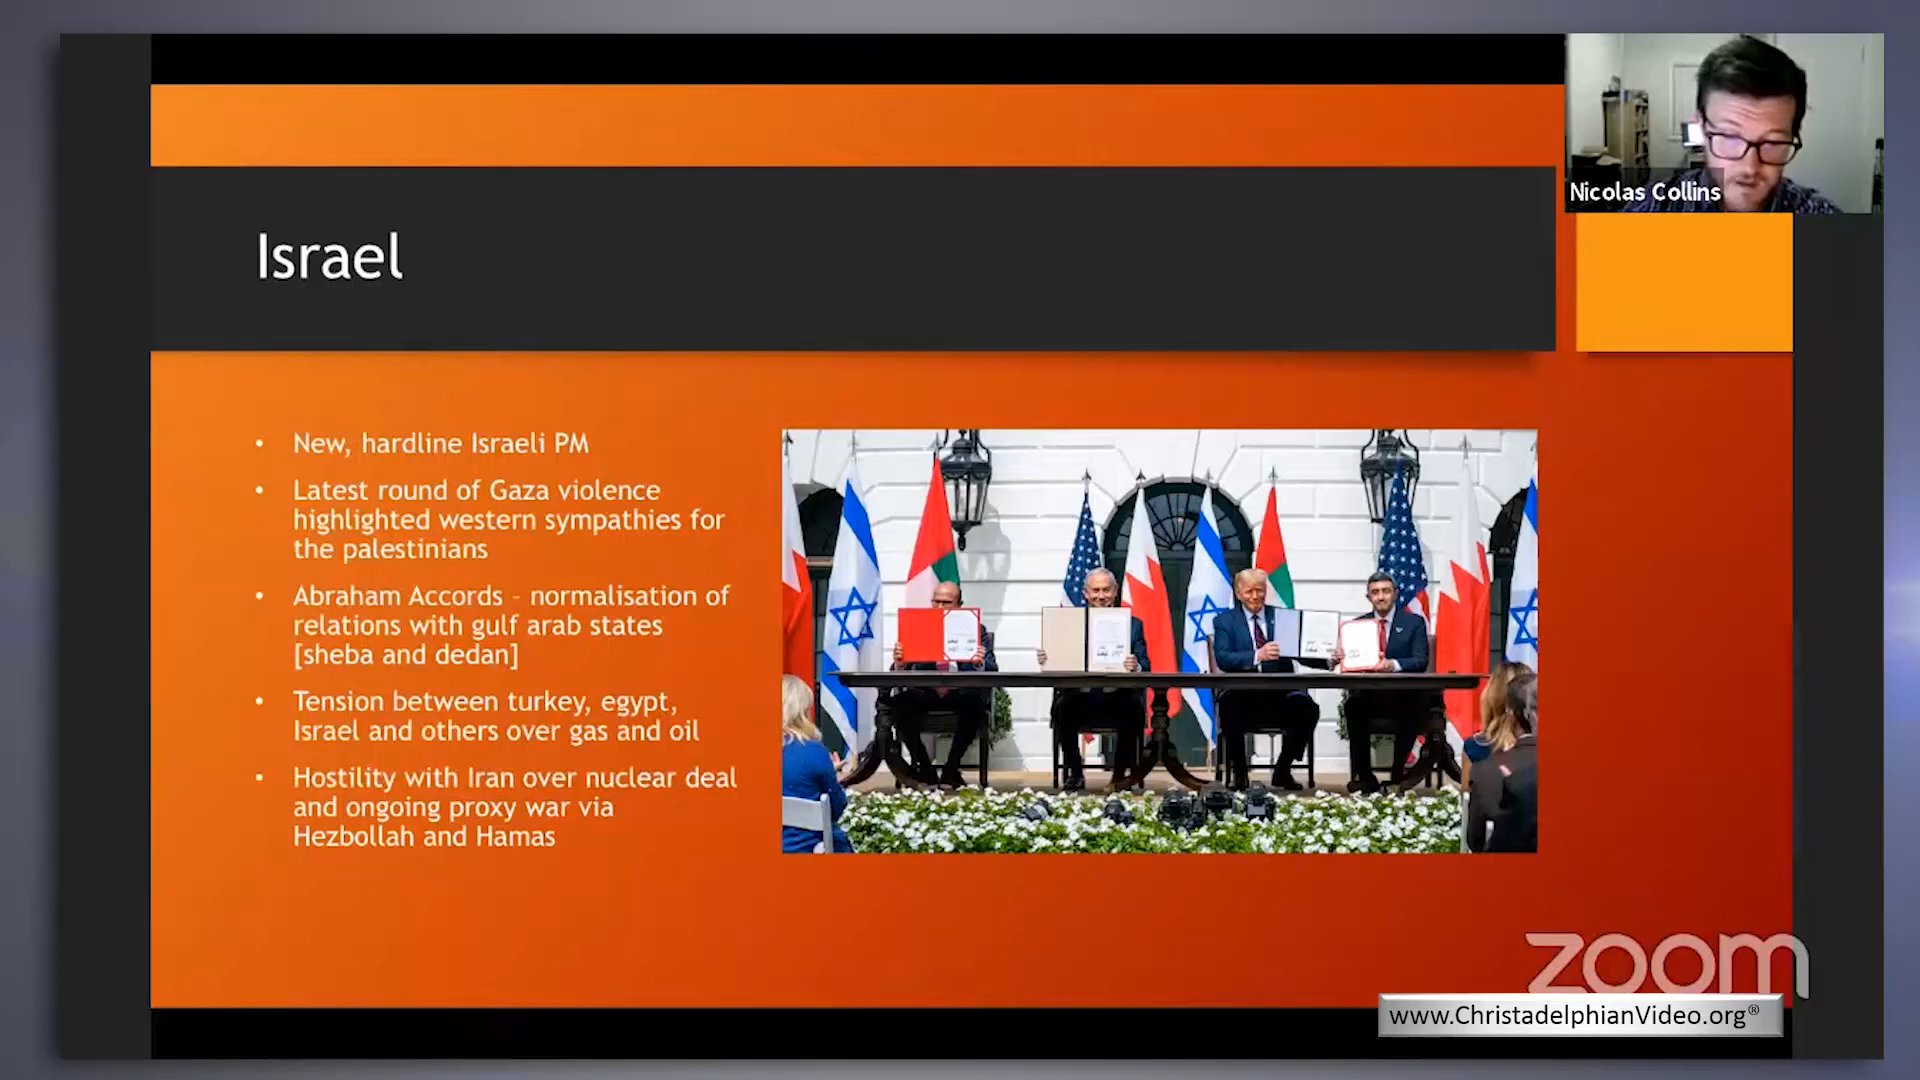 Nicolas Collins
Israel
• New, hardline Israeli PM
• Latest round of Gaza violence
highlighted western sympathies for
the palestinians
• Abraham Accords – normalisation of
relations with gulf arab states
[sheba and dedan]
• Tension between turkey, egypt,
Israel and others over gas and oil
• Hostility with Iran over nuclear deal
and ongoing proxy war via
Hezbollah and Hamas
zoom
www.ChristadelphianVideo.org®